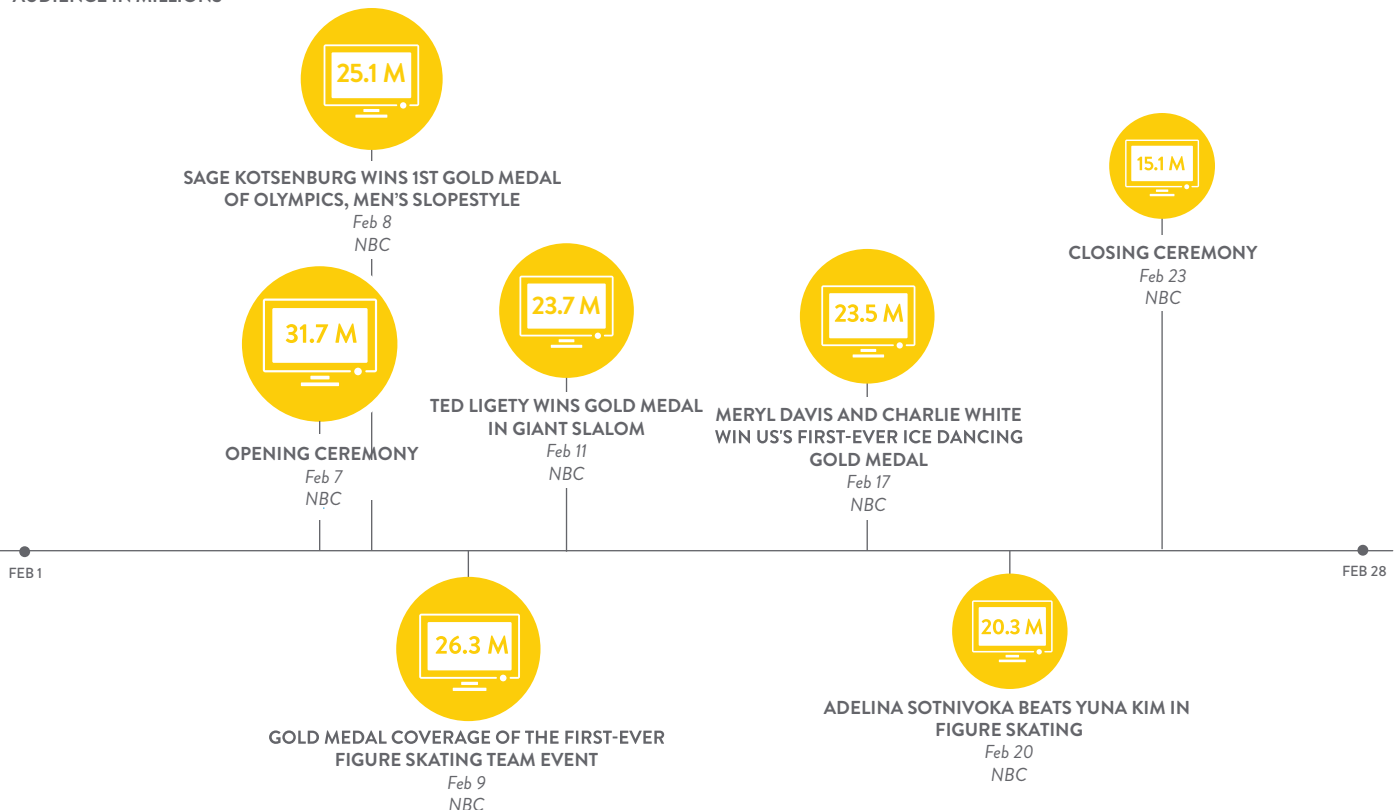 AUDIENCE IN MILLIONS
25.1 M
SAGE KOTSENBURG WINS 1ST GOLD MEDAL
OF OLYMPICS, MEN'S SLOPESTYLE
Feb 8
NBC
31.7 M
OPENING CEREMONY
Feb 7
NBC
23.7 M
TED LIGETY WINS GOLD MEDAL
IN GIANT SLALOM
Feb 11
NBC
23.5 M
MERYL DAVIS AND CHARLIE WHITE
WIN US'S FIRST-EVER ICE DANCING
GOLD MEDAL
Feb 17
NBC
15.1 M
CLOSING CEREMONY
Feb 23
NBC
FEB 1
FEB 28
26.3 M
GOLD MEDAL COVERAGE OF THE FIRST-EVER
FIGURE SKATING TEAM EVENT
Feb 9
NBC
20.3 M
ADELINA SOTNIVOKA BEATS YUNA KIM IN
FIGURE SKATING
Feb 20
NBC